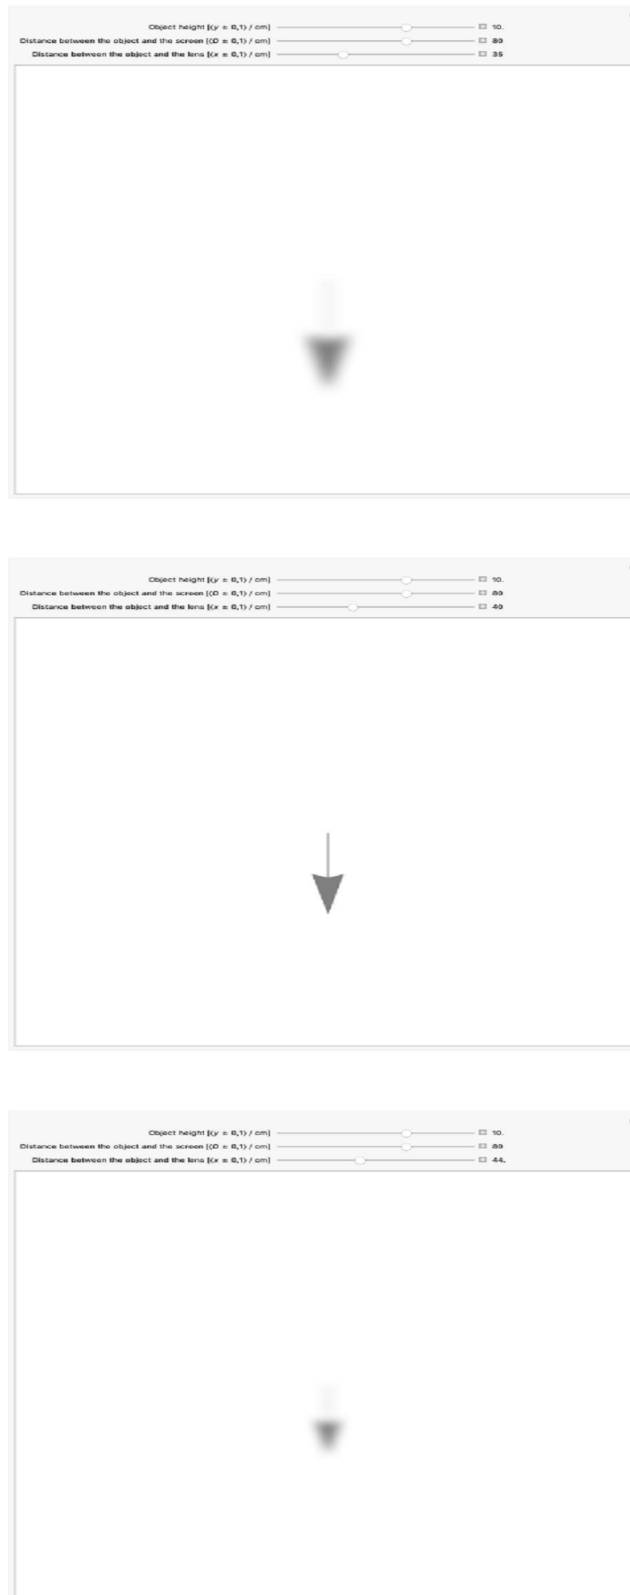 Object height [(y ± 0,1) / cm] 10.
Distance between the object and the screen [(D ± 0,1) / cm] 80
Distance between the object and the lens [(x ± 0,1) / cm] 35
Object height [(y ± 0,1) / cm] 10.
Distance between the object and the screen [(D ± 0,1) / cm] 80
Distance between the object and the lens [(x ± 0,1) / cm] 40
Object height [(y ± 0,1) / cm] 10.
Distance between the object and the screen [(D ± 0,1) / cm] 80
Distance between the object and the lens [(x ± 0,1) / cm] 44.